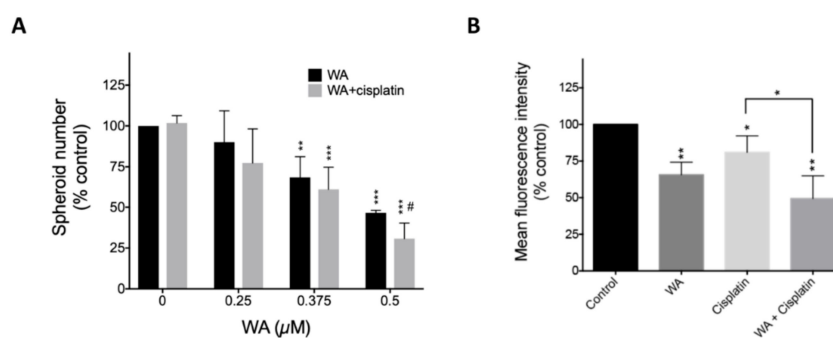 A
Spheroid number
(% control)
125
100
75
50
25
0
WA
WA+cisplatin
**
***
***
***
#
0
0.25
0.375
0.5
WA (µM)
B
Mean fluorescence intensity
(% control)
125
100
75
50
25
0
**
*
*
**
Control
WA
Cisplatin
WA + Cisplatin